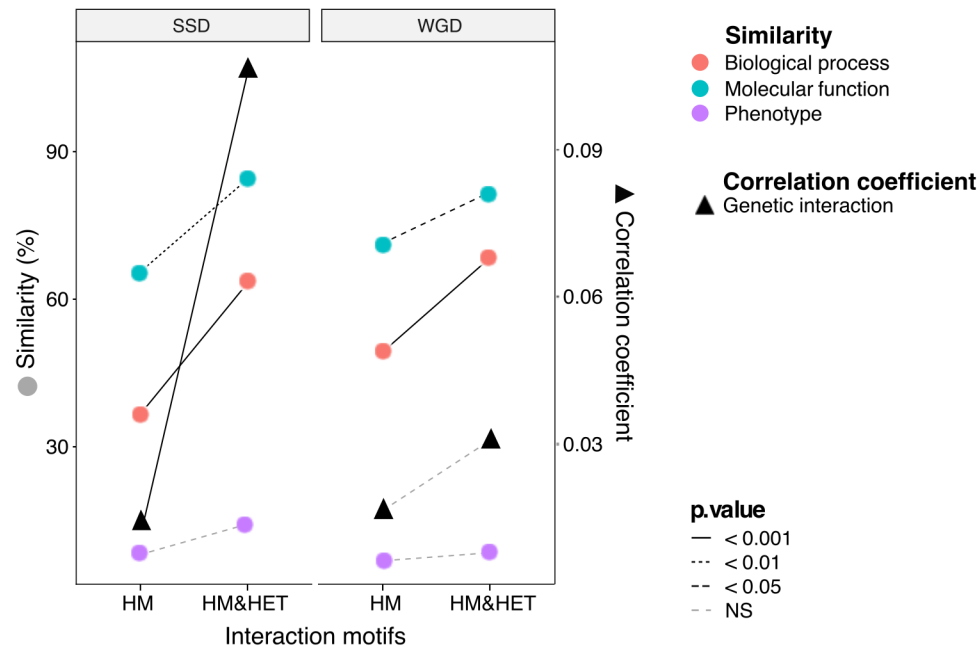 SSD
WGD
90
60
30
Similarity (%)
0.09
0.06
0.03
Correlation coefficient
HM
HM&HET
HM
HM&HET
Interaction motifs
Similarity
Biological process
Molecular function
Phenotype
Correlation coefficient
Genetic interaction
p.value
< 0.001
< 0.01
< 0.05
NS